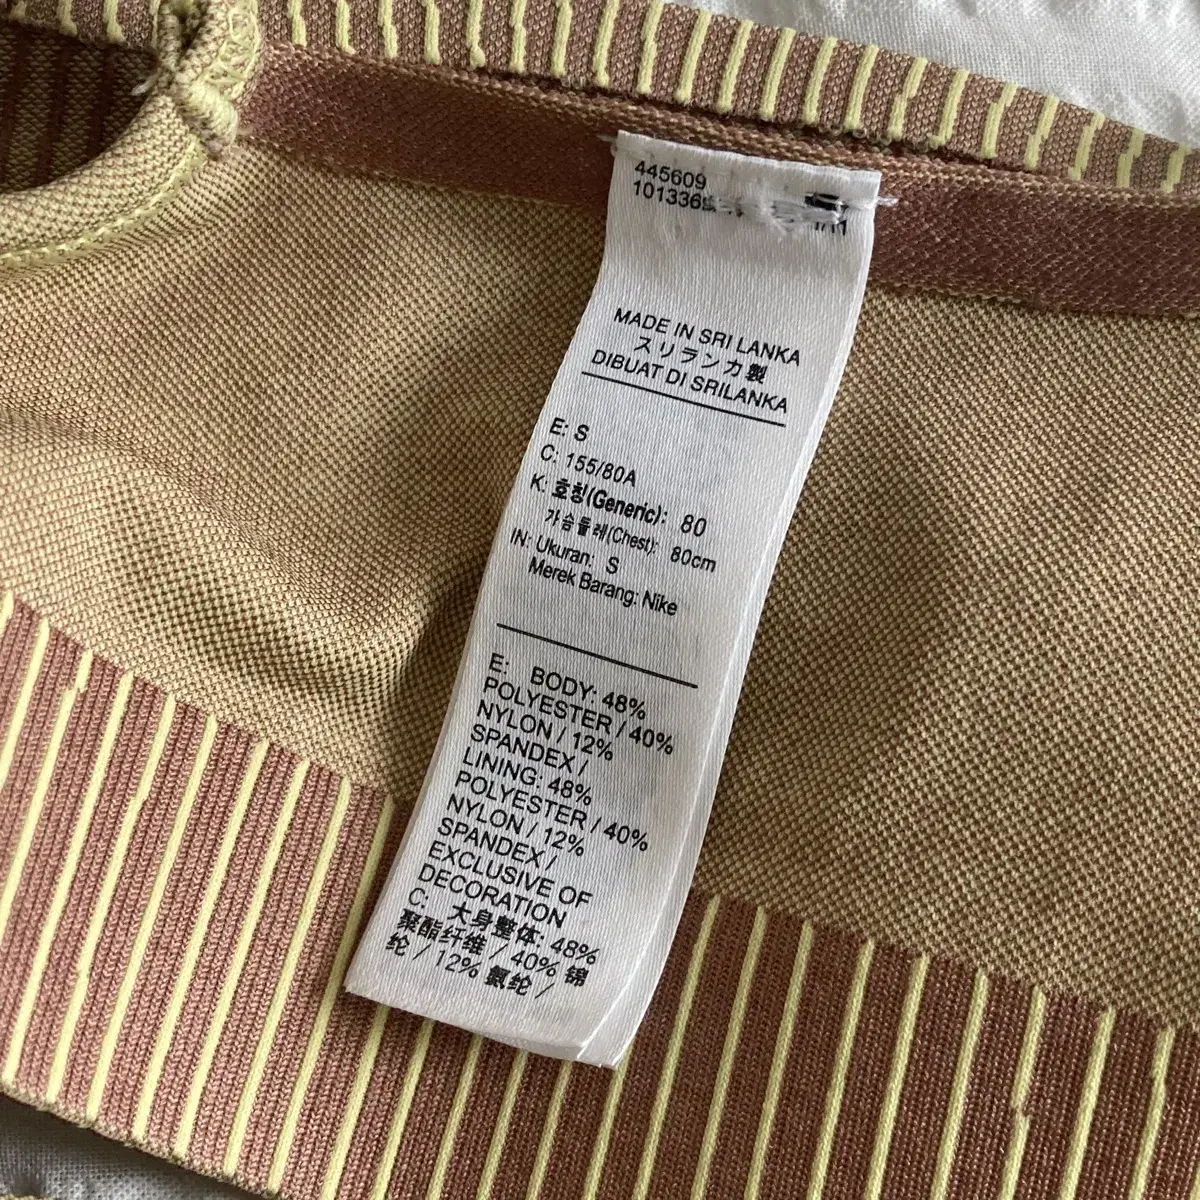 445609
101336
MADE IN SRI LANKA
スリランカ製
DIBUAT DI SRILANKA
E: S
C: 155/80A
K: 호칭(Generic): 80
가슴둘레(Chest): 80cm
IN: Ukuran: S
Merek Barang: Nike
E: BODY: 48%
POLYESTER / 40%
NYLON / 12%
SPANDEX /
LINING: 48%
POLYESTER / 40%
NYLON / 12%
SPANDEX /
EXCLUSIVE OF
DECORATION
C: 大身整体: 48%
聚酯纤维 / 40% 锦
纶 / 12% 氨纶 /